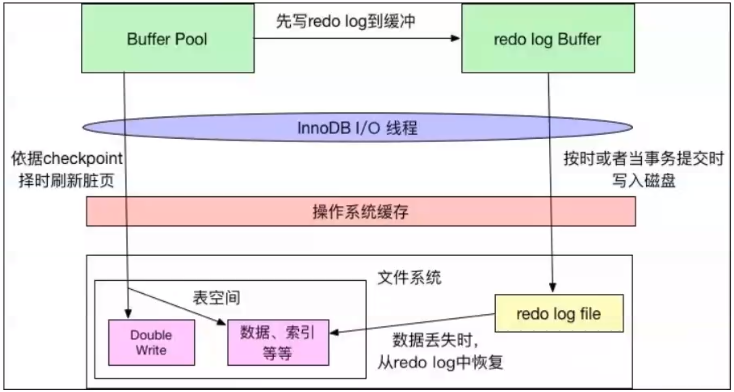 先写redo log到缓冲
Buffer Pool
redo log Buffer
InnoDB I/O 线程
依据checkpoint
择时刷新脏页
按时或者当事务提交时
写入磁盘
操作系统缓存
文件系统
表空间
Double
Write
数据、索引
等等
redo log file
数据丢失时，
从redo log中恢复